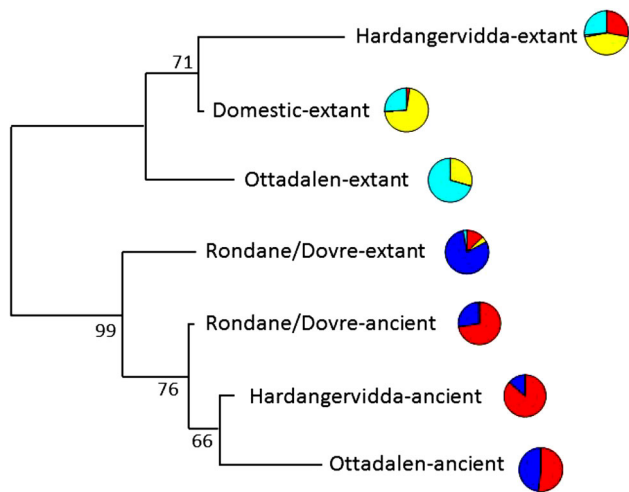 Hardangervidda-extant
71
Domestic-extant
Ottadalen-extant
Rondane/Dovre-extant
99
Rondane/Dovre-ancient
76
Hardangervidda-ancient
66
Ottadalen-ancient